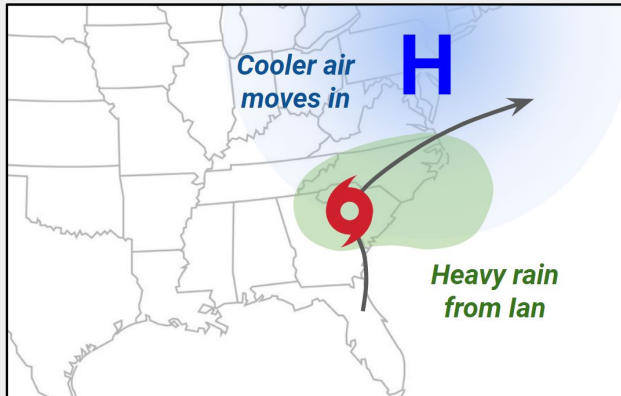 Cooler air
moves in
H
Heavy rain
from Ian